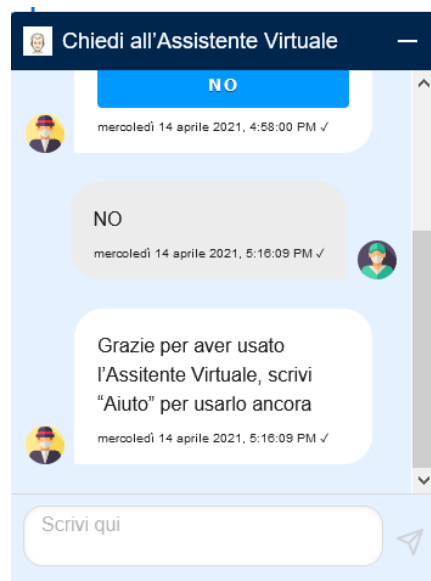 Chiedi all'Assistente Virtuale
NO
mercoledì 14 aprile 2021, 4:58:00 PM ✓
NO
mercoledì 14 aprile 2021, 5:16:09 PM ✓
Grazie per aver usato
l'Assitente Virtuale, scrivi
“Aiuto” per usarlo ancora
mercoledì 14 aprile 2021, 5:16:09 PM ✓
Scrivi qui